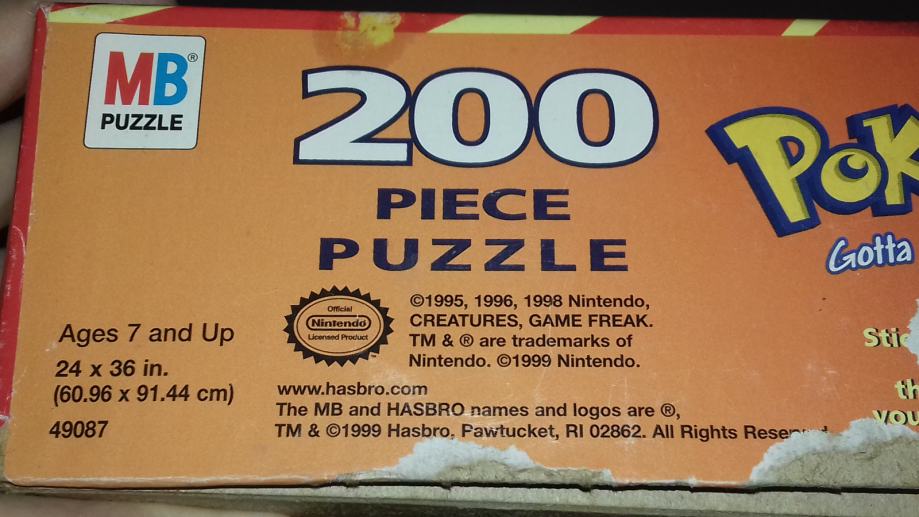 MB®
PUZZLE
200
PIECE
PUZZLE
Gotta
Official
Nintendo
Licensed Product
©1995, 1996, 1998 Nintendo,
CREATURES, GAME FREAK.
TM & ® are trademarks of
Nintendo. ©1999 Nintendo.
Ages 7 and Up
24 x 36 in.
(60.96 x 91.44 cm)
49087
www.hasbro.com
The MB and HASBRO names and logos are ®,
TM & ©1999 Hasbro, Pawtucket, RI 02862. All Rights